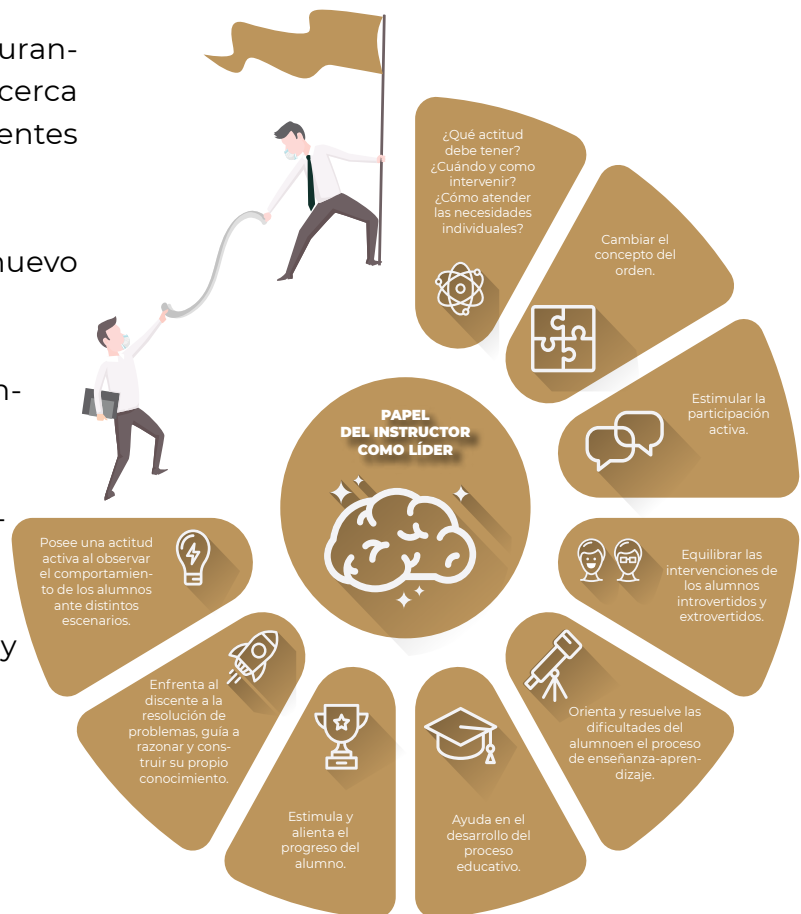 uran-
cerca
entes
nuevo
n-
-
y
¿Qué actitud
debe tener?
¿Cuándo y como
intervenir?
¿Cómo atender
las necesidades
individuales?
Cambiar el
concepto del
orden.
Estimular la
participación
activa.
Equilibrar las
intervenciones de
los alumnos
introvertidos y
extrovertidos.
Orienta y resuelve las
dificultades del
alumnoen el proceso
de enseñanza-apren-
dizaje.
Ayuda en el
desarrollo del
proceso
educativo.
Estimula y
alienta el
progreso del
alumno.
Enfrenta al
discente a la
resolución de
problemas, guía a
razonar y cons-
truir su propio
conocimiento.
Posee una actitud
activa al observar
el comportamien-
to de los alumnos
ante distintos
escenarios.
PAPEL
DEL INSTRUCTOR
COMO LÍDER